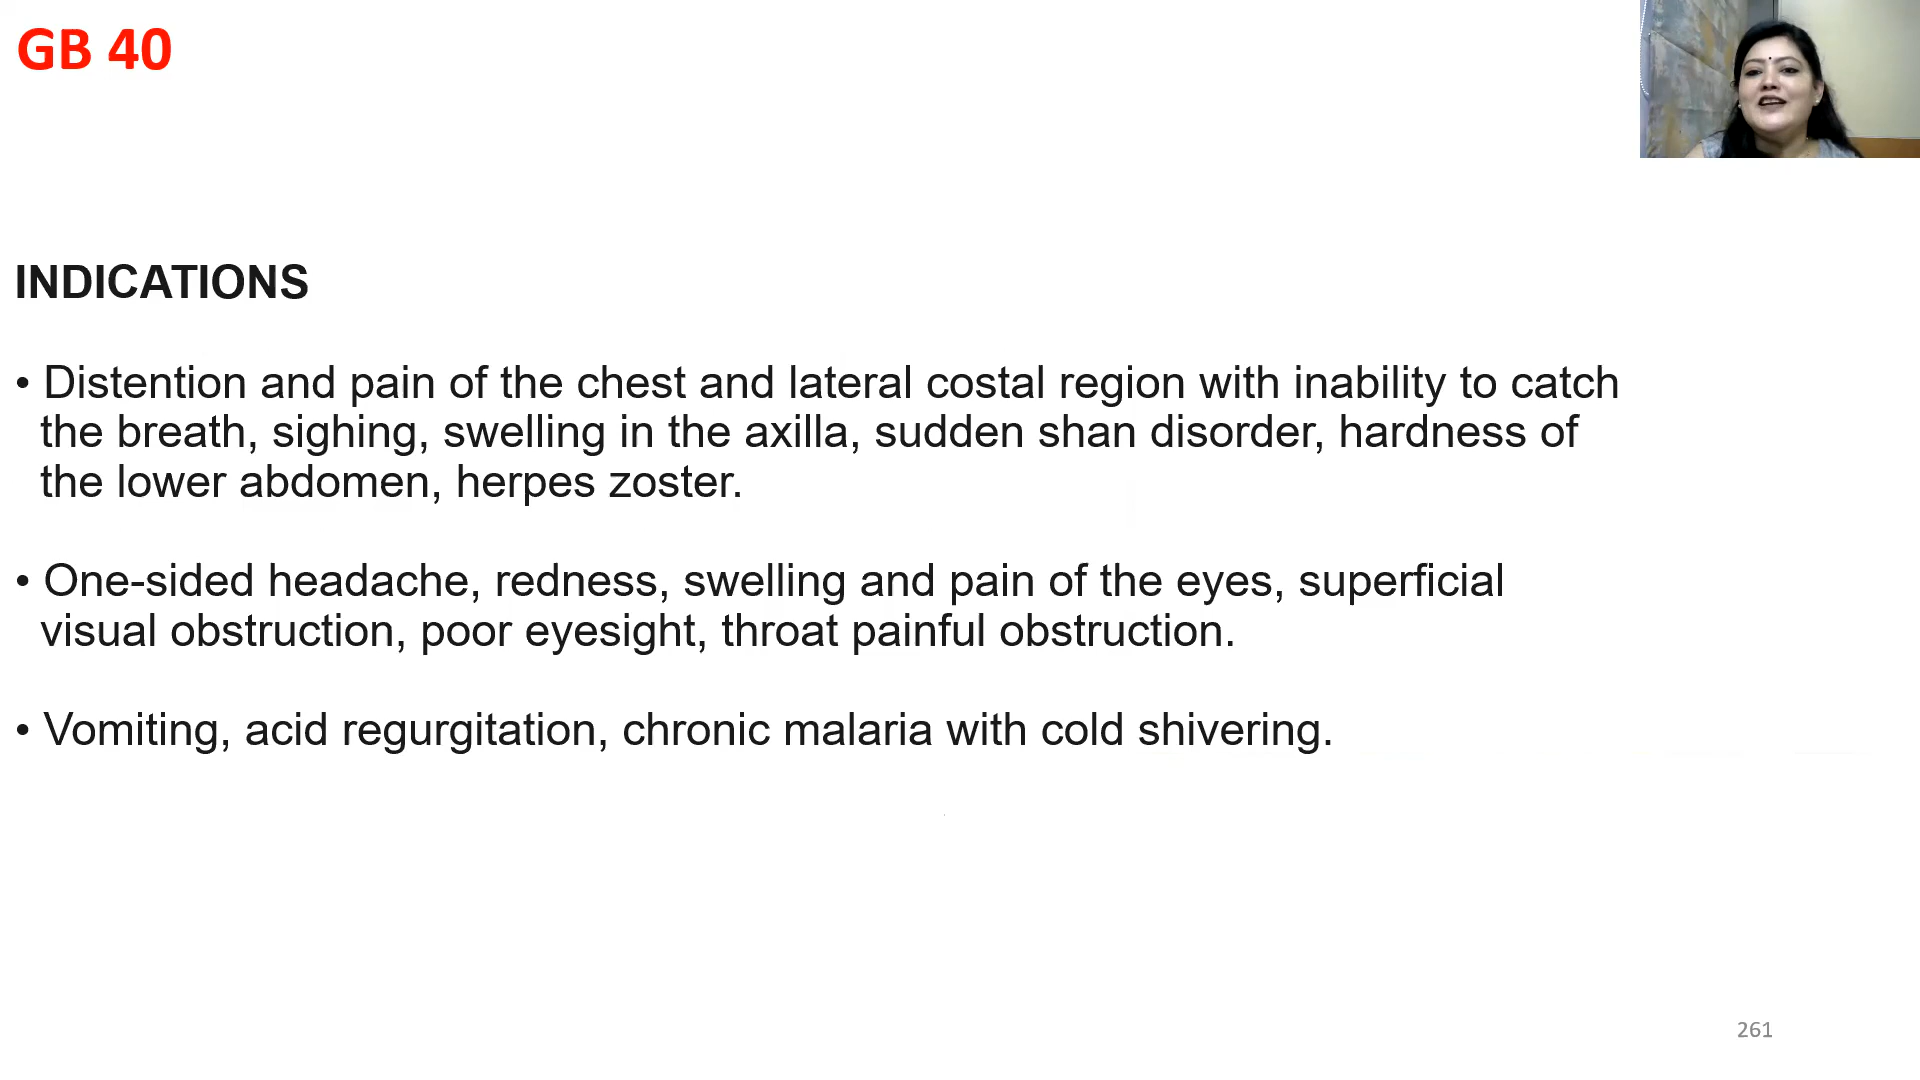 GB 40
INDICATIONS
• Distention and pain of the chest and lateral costal region with inability to catch
the breath, sighing, swelling in the axilla, sudden shan disorder, hardness of
the lower abdomen, herpes zoster.
• One-sided headache, redness, swelling and pain of the eyes, superficial
visual obstruction, poor eyesight, throat painful obstruction.
• Vomiting, acid regurgitation, chronic malaria with cold shivering.
261